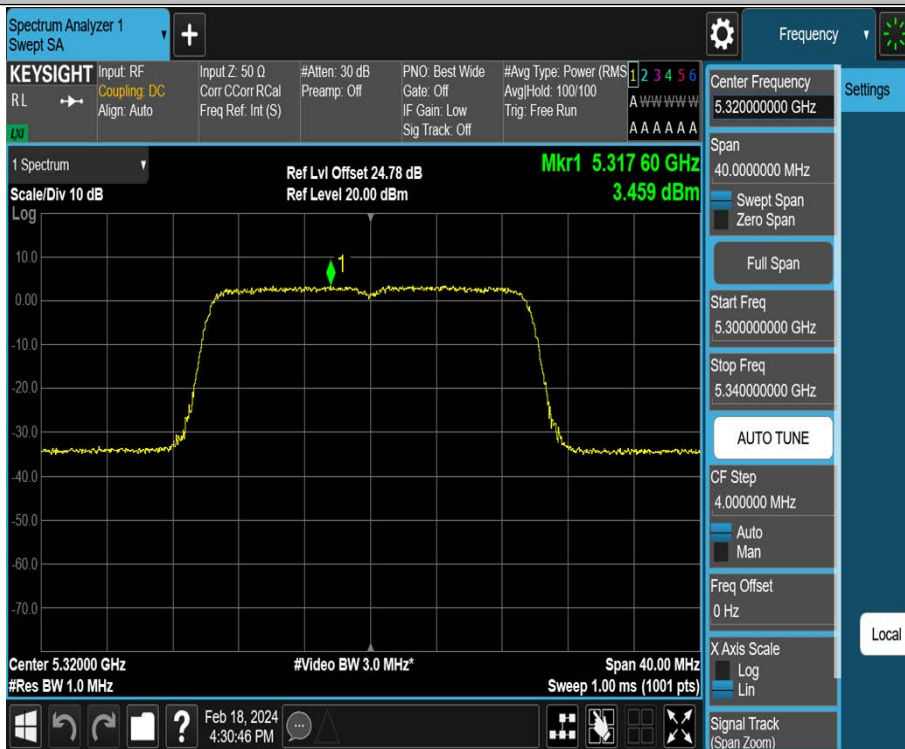 Spectrum Analyzer 1
Swept SA
+
Frequency
KEYSIGHT
RL
LXI
Input: RF
Coupling: DC
Align: Auto
Input Z: 50 Ω
Corr CCorr RCal
Freq Ref: Int (S)
#Atten: 30 dB
Preamp: Off
PNO: Best Wide
Gate: Off
IF Gain: Low
Sig Track: Off
#Avg Type: Power (RMS
Avg|Hold: 100/100
Trig: Free Run
1 2 3 4 5 6
A W W W W W
A A A A A A
1 Spectrum
Scale/Div 10 dB
Log
Ref Lvl Offset 24.78 dB
Ref Level 20.00 dBm
Mkr1 5.317 60 GHz
3.459 dBm
10.0
0.00
-10.0
-20.0
-30.0
-40.0
-50.0
-60.0
-70.0
1
Center 5.32000 GHz
#Res BW 1.0 MHz
#Video BW 3.0 MHz*
Span 40.00 MHz
Sweep 1.00 ms (1001 pts)
?
Feb 18, 2024
4:30:46 PM
Center Frequency
5.320000000 GHz
Span
40.0000000 MHz
Swept Span
Zero Span
Full Span
Start Freq
5.300000000 GHz
Stop Freq
5.340000000 GHz
AUTO TUNE
CF Step
4.000000 MHz
Auto
Man
Freq Offset
0 Hz
X Axis Scale
Log
Lin
Signal Track
(Span Zoom)
Settings
Local